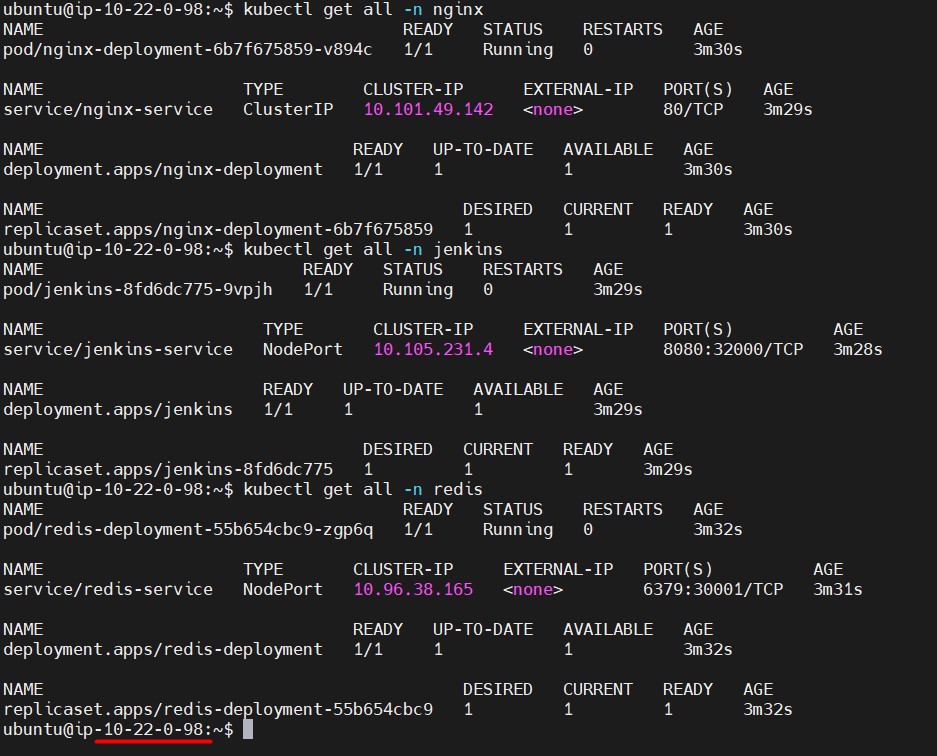 ubuntu@ip-10-22-0-98:~$ kubectl get all -n nginx
NAME READY STATUS RESTARTS AGE
pod/nginx-deployment-6b7f675859-v894c 1/1 Running 0 3m30s
NAME TYPE CLUSTER-IP EXTERNAL-IP PORT(S) AGE
service/nginx-service ClusterIP 10.101.49.142 <none> 80/TCP 3m29s
NAME READY UP-TO-DATE AVAILABLE AGE
deployment.apps/nginx-deployment 1/1 1 1 3m30s
NAME DESIRED CURRENT READY AGE
replicaset.apps/nginx-deployment-6b7f675859 1 1 1 3m30s
ubuntu@ip-10-22-0-98:~$ kubectl get all -n jenkins
NAME READY STATUS RESTARTS AGE
pod/jenkins-8fd6dc775-9vpjh 1/1 Running 0 3m29s
NAME TYPE CLUSTER-IP EXTERNAL-IP PORT(S) AGE
service/jenkins-service NodePort 10.105.231.4 <none> 8080:32000/TCP 3m28s
NAME READY UP-TO-DATE AVAILABLE AGE
deployment.apps/jenkins 1/1 1 1 3m29s
NAME DESIRED CURRENT READY AGE
replicaset.apps/jenkins-8fd6dc775 1 1 1 3m29s
ubuntu@ip-10-22-0-98:~$ kubectl get all -n redis
NAME READY STATUS RESTARTS AGE
pod/redis-deployment-55b654cbc9-zgp6q 1/1 Running 0 3m32s
NAME TYPE CLUSTER-IP EXTERNAL-IP PORT(S) AGE
service/redis-service NodePort 10.96.38.165 <none> 6379:30001/TCP 3m31s
NAME READY UP-TO-DATE AVAILABLE AGE
deployment.apps/redis-deployment 1/1 1 1 3m32s
NAME DESIRED CURRENT READY AGE
replicaset.apps/redis-deployment-55b654cbc9 1 1 1 3m32s
ubuntu@ip-10-22-0-98:~$